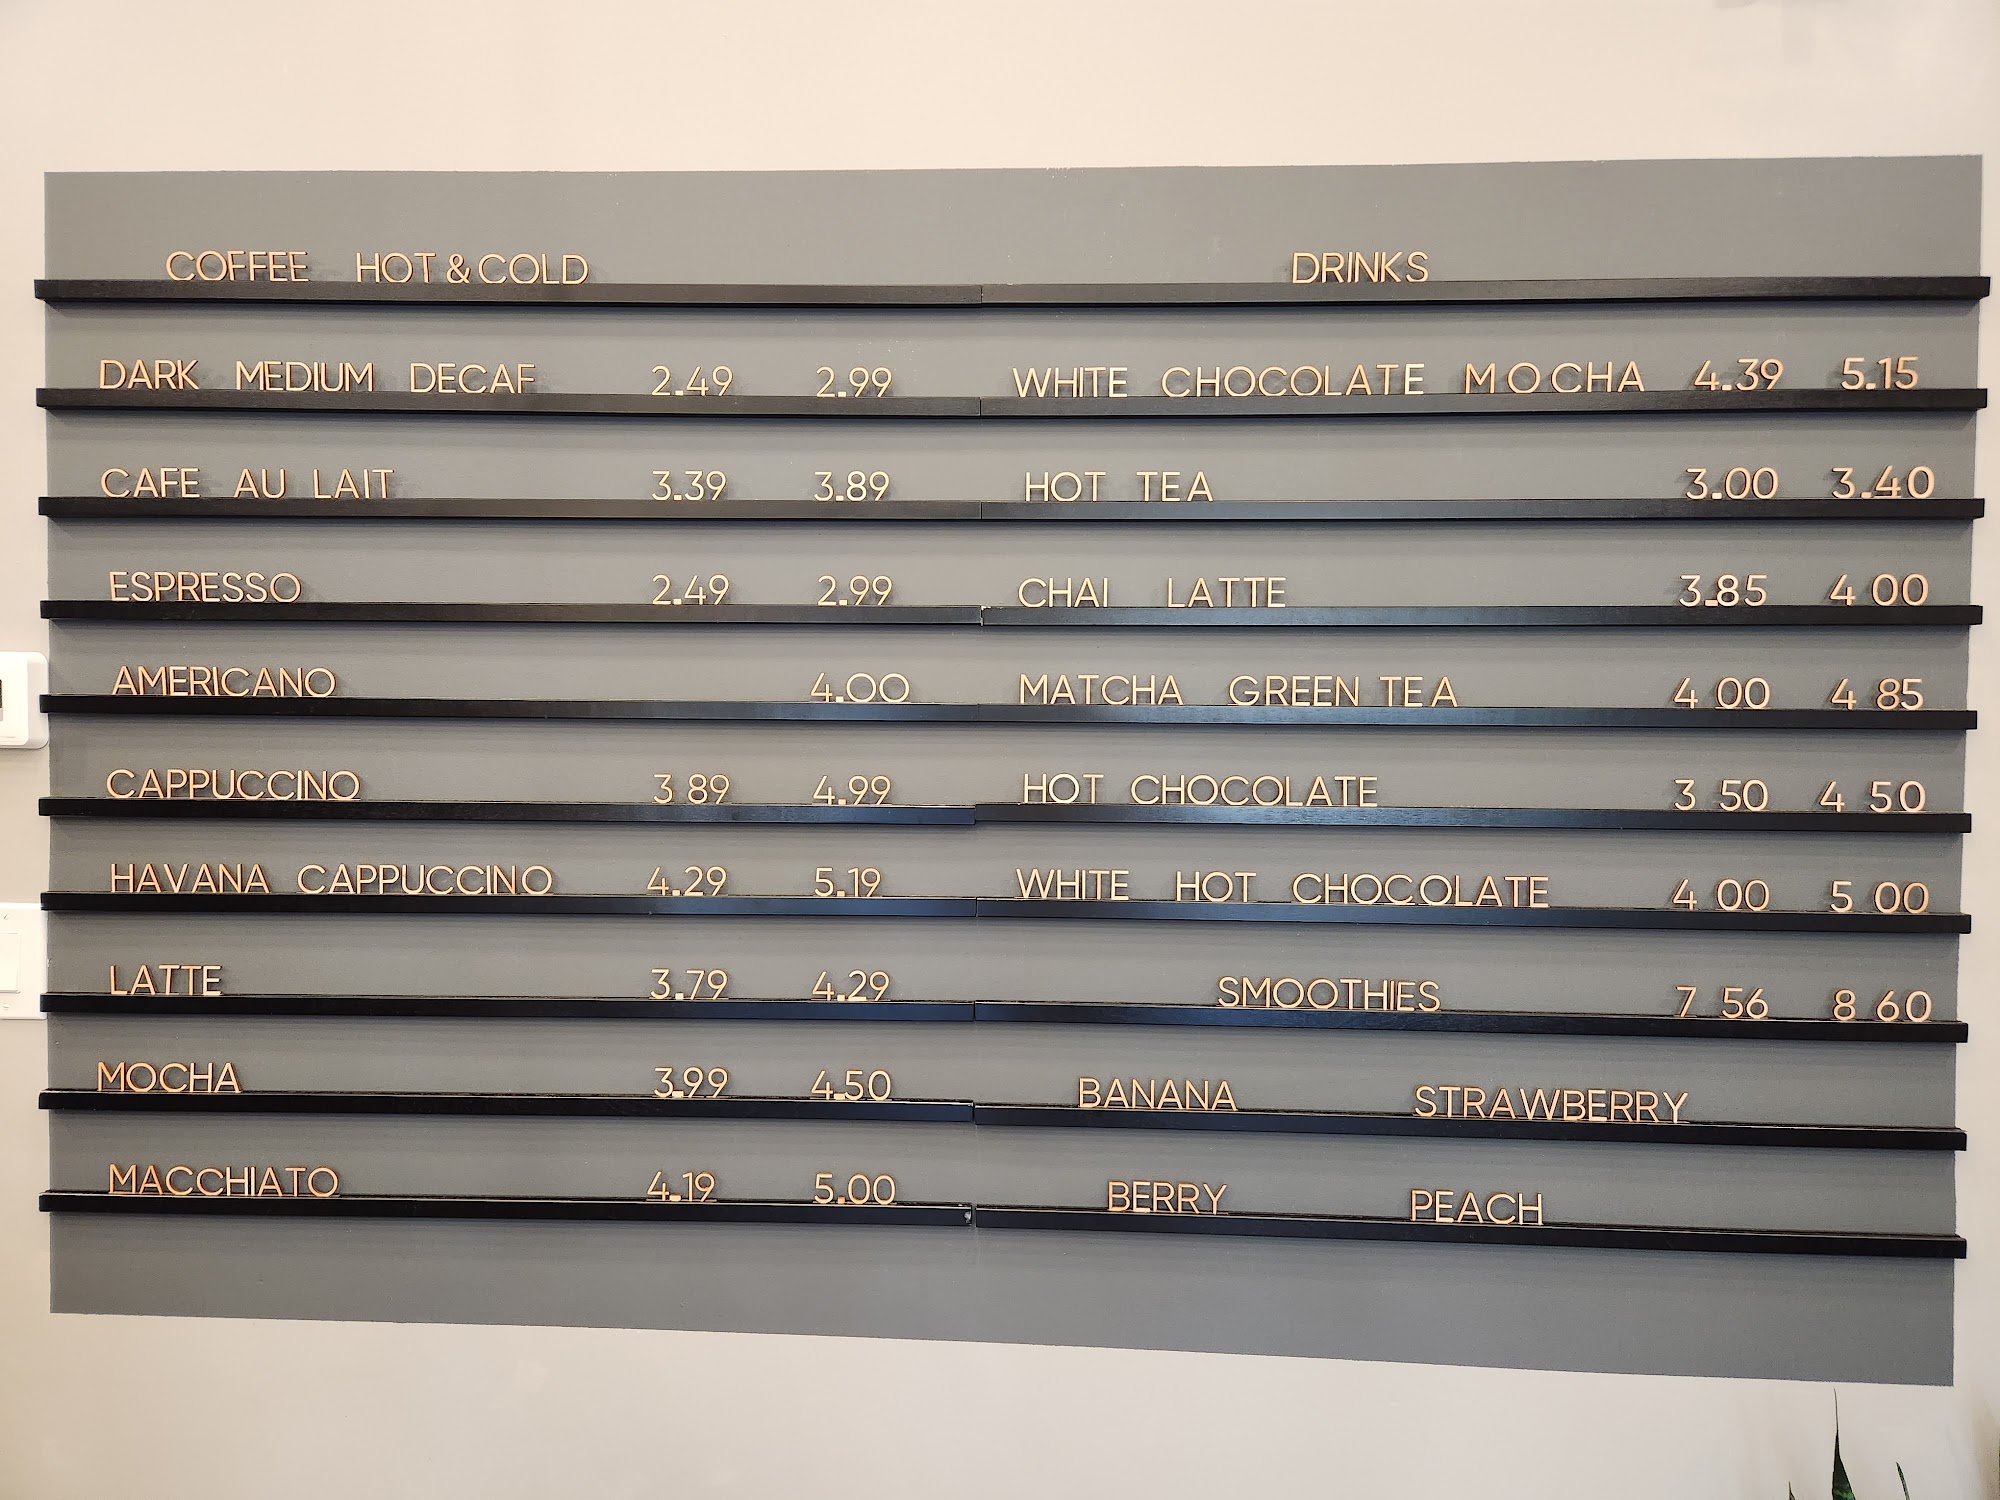 COFFEE HOT & COLD
DARK MEDIUM DECAF 2.49 2.99
CAFE AU LAIT 3.39 3.89
ESPRESSO 2.49 2.99
AMERICANO 4.00
CAPPUCCINO 3 89 4.99
HAVANA CAPPUCCINO 4.29 5.19
LATTE 3.79 4.29
MOCHA 3.99 4.50
MACCHIATO 4.19 5.00
DRINKS
WHITE CHOCOLATE MOCHA 4.39 5.15
HOT TEA 3.00 3.40
CHAI LATTE 3.85 4 00
MATCHA GREEN TEA 4 00 4 85
HOT CHOCOLATE 3 50 4 50
WHITE HOT CHOCOLATE 4 00 5 00
SMOOTHIES 7 56 8 60
BANANA STRAWBERRY
BERRY PEACH